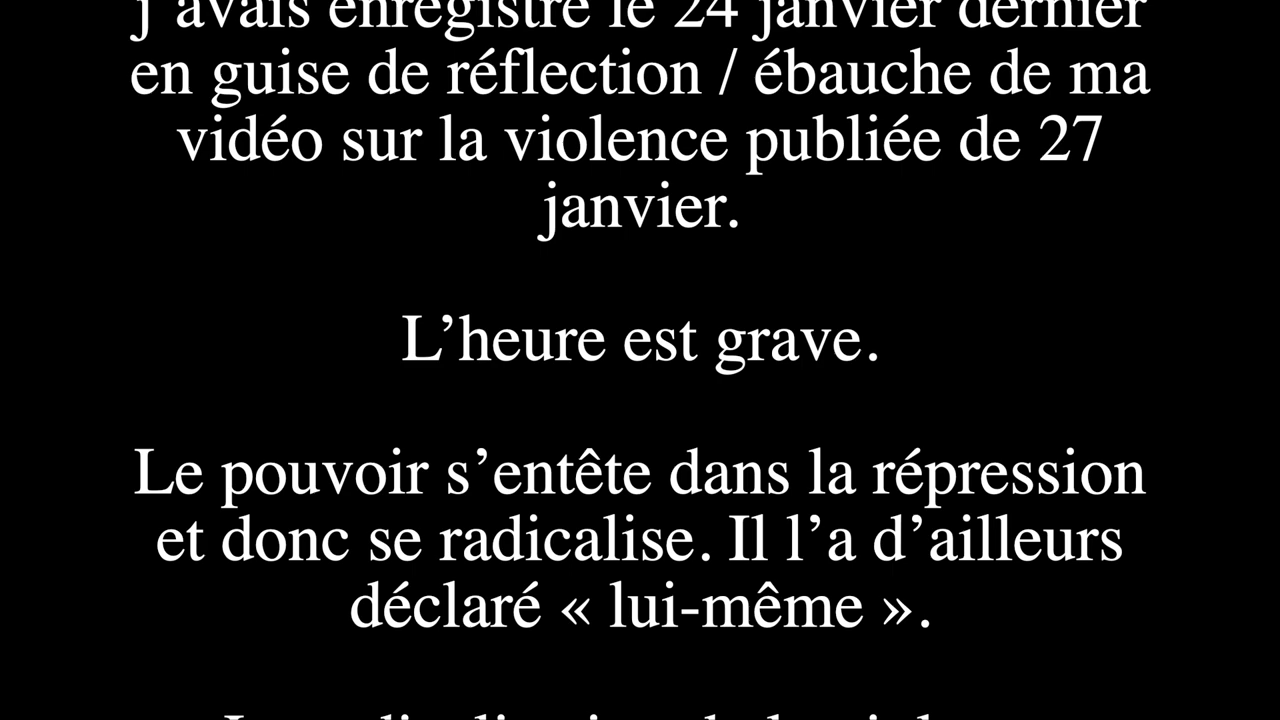 j’avais enregistré le 24 janvier dernier
en guise de réflection / ébauche de ma
vidéo sur la violence publiée de 27
janvier.
L’heure est grave.
Le pouvoir s’entête dans la répression
et donc se radicalise. Il l’a d’ailleurs
déclaré « lui-même ».